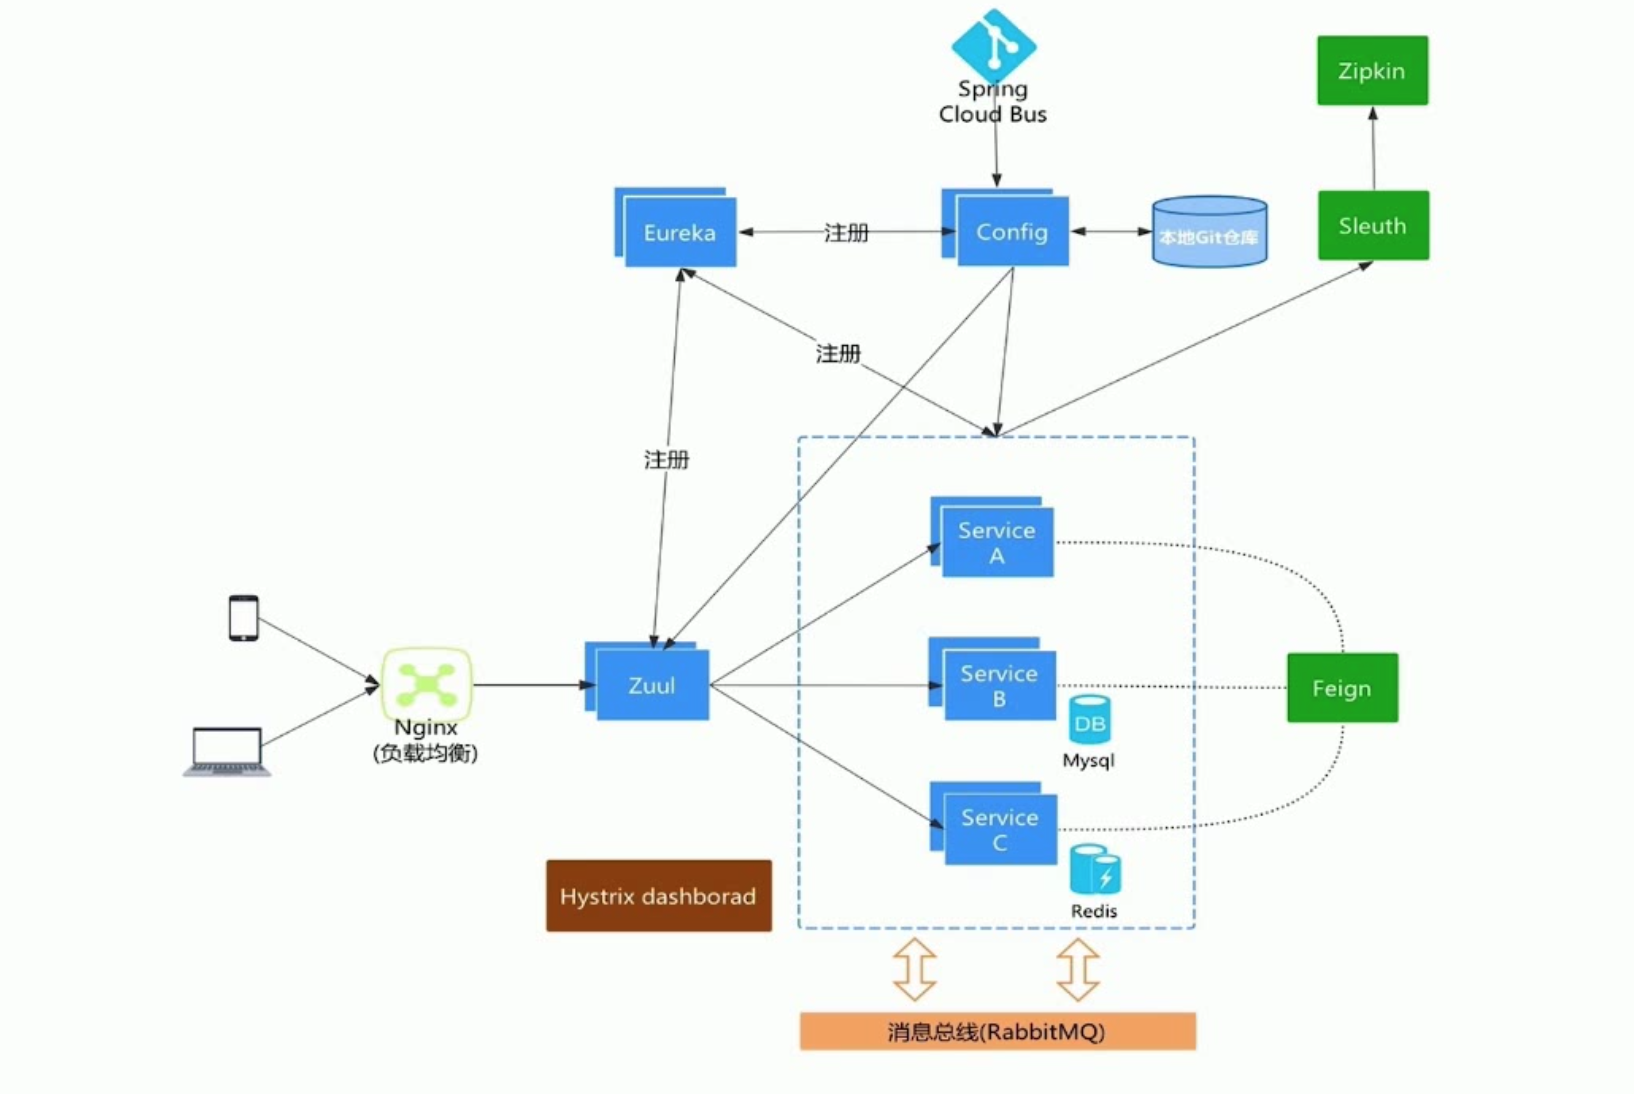 Spring
Cloud Bus
Zipkin
Eureka
注册
Config
本地Git仓库
Sleuth
注册
注册
Service
A
Zuul
Service
B
Feign
Nginx
(负载均衡)
DB
Mysql
Service
C
Hystrix dashborad
Redis
消息总线(RabbitMQ)